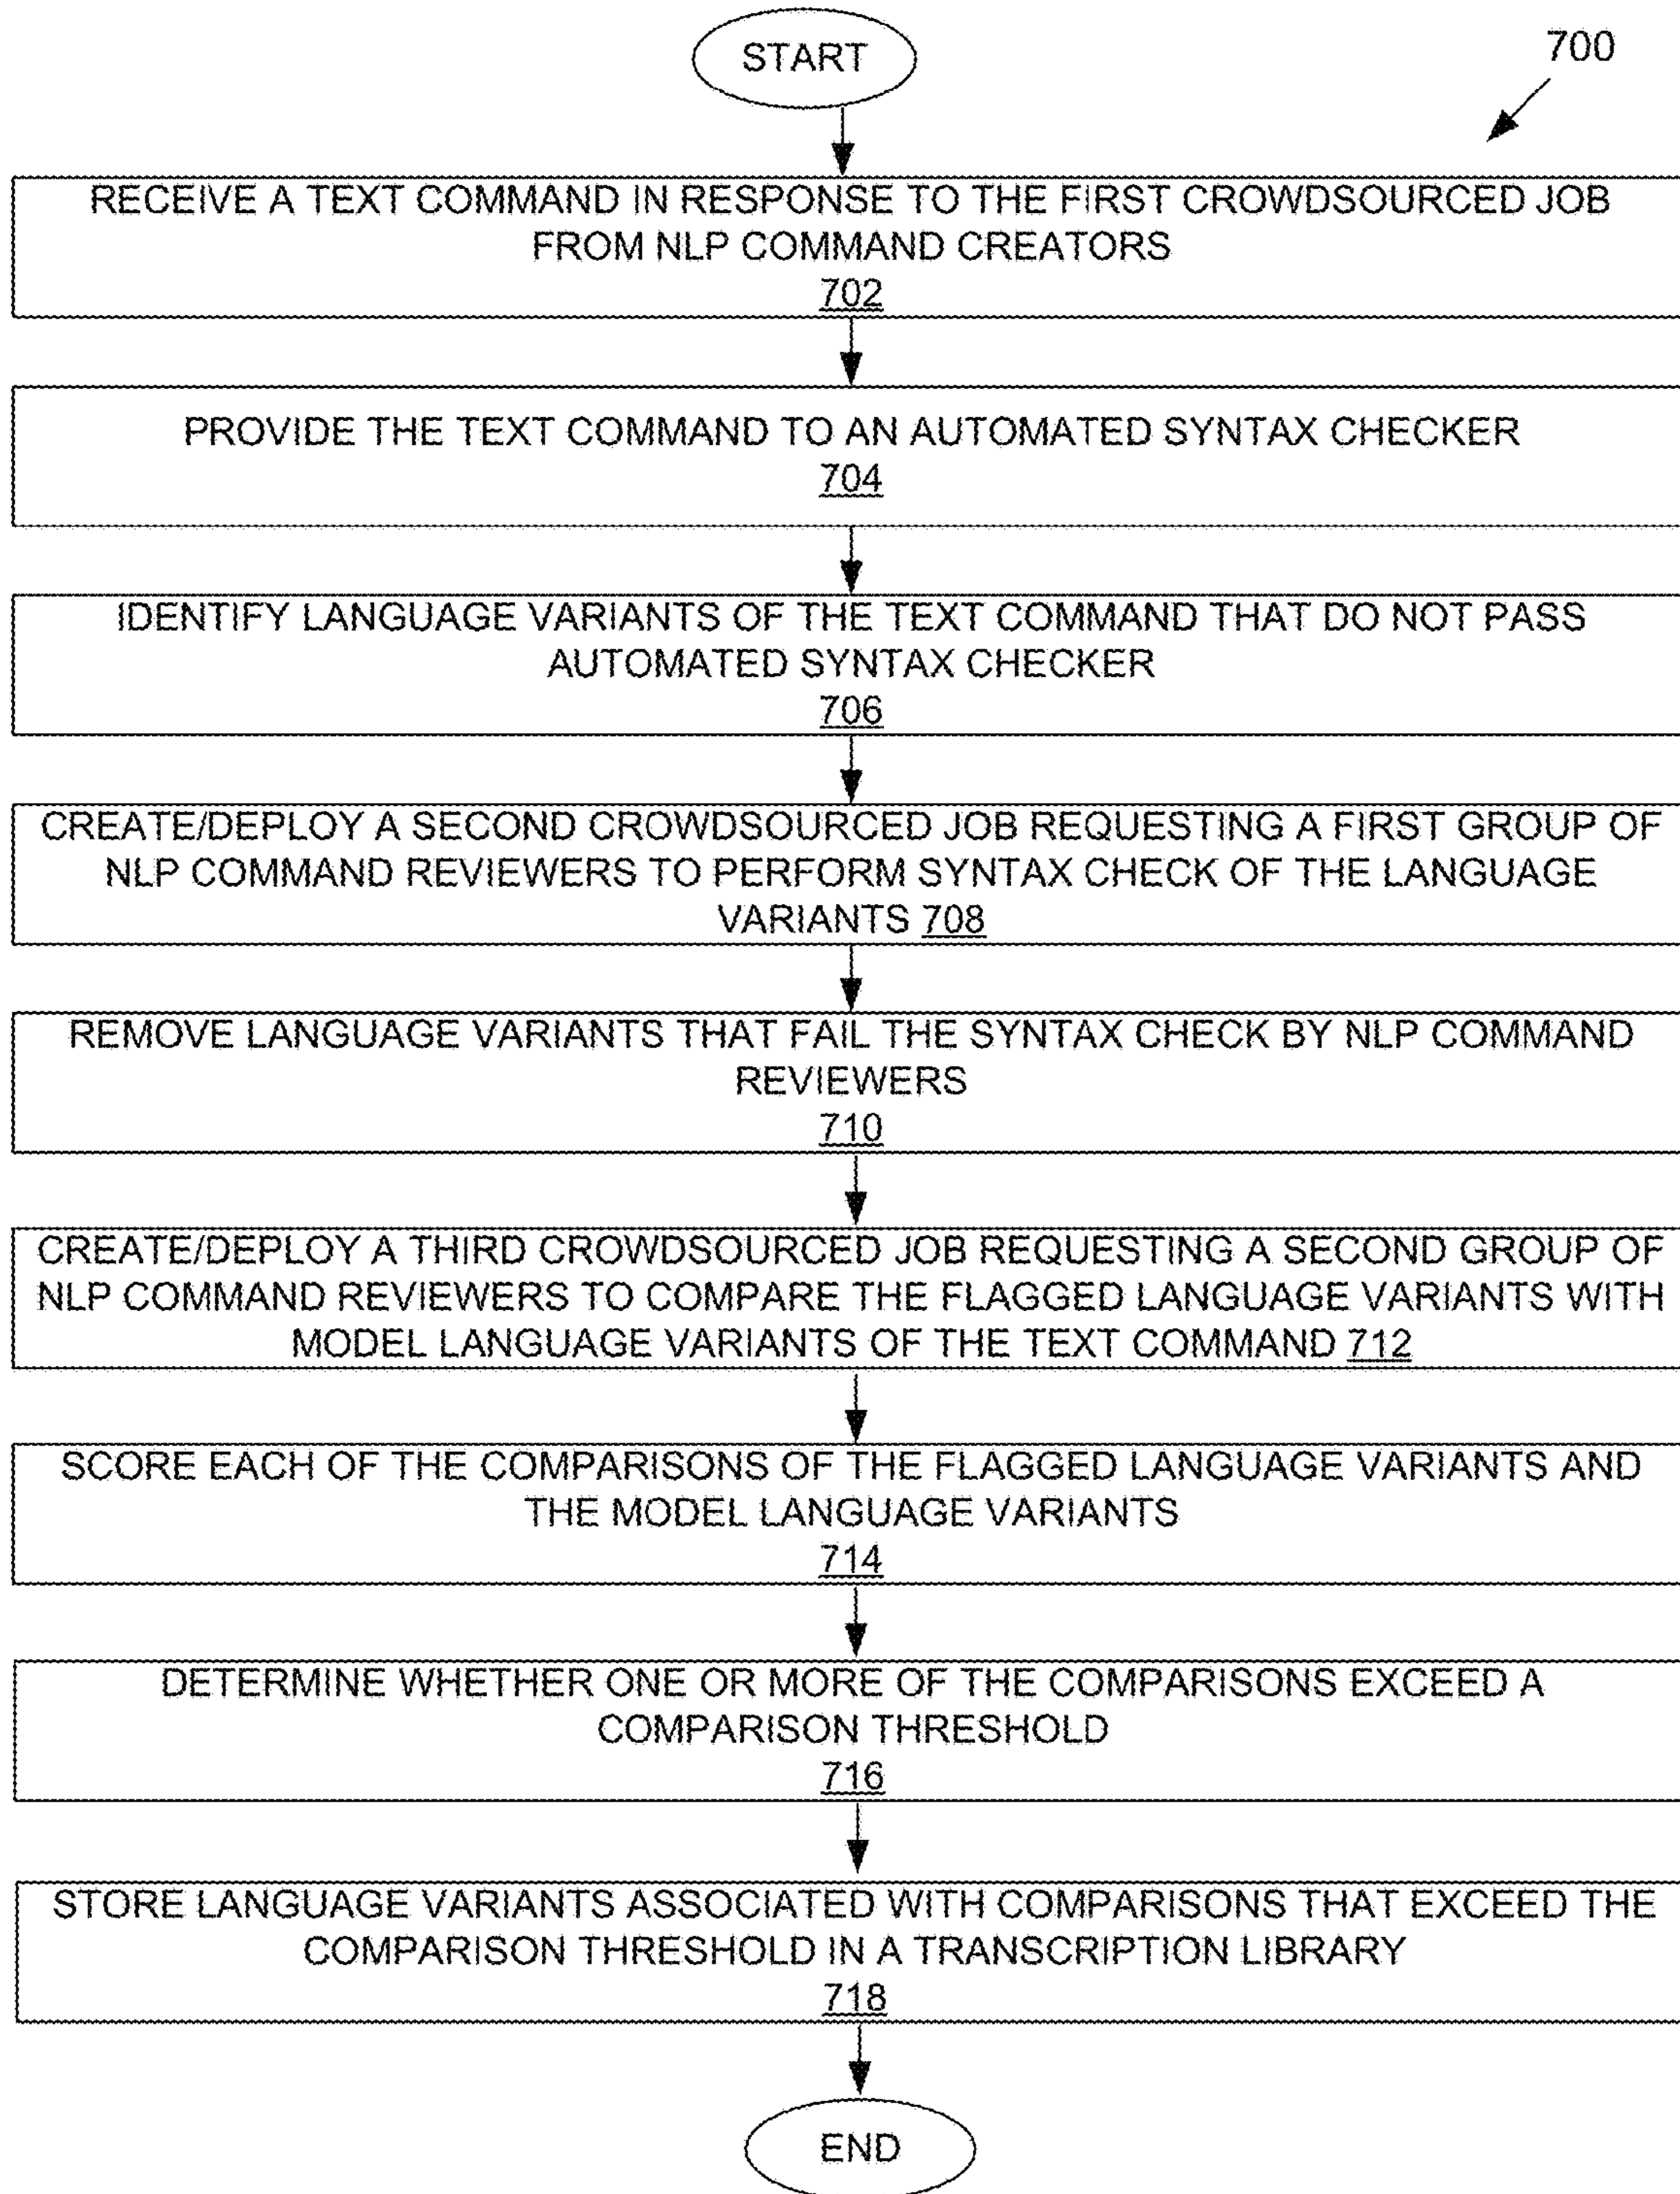 START
700
RECEIVE A TEXT COMMAND IN RESPONSE TO THE FIRST CROWDSOURCED JOB
FROM NLP COMMAND CREATORS
702
PROVIDE THE TEXT COMMAND TO AN AUTOMATED SYNTAX CHECKER
704
IDENTIFY LANGUAGE VARIANTS OF THE TEXT COMMAND THAT DO NOT PASS
AUTOMATED SYNTAX CHECKER
706
CREATE/DEPLOY A SECOND CROWDSOURCED JOB REQUESTING A FIRST GROUP OF
NLP COMMAND REVIEWERS TO PERFORM SYNTAX CHECK OF THE LANGUAGE
VARIANTS 708
REMOVE LANGUAGE VARIANTS THAT FAIL THE SYNTAX CHECK BY NLP COMMAND
REVIEWERS
710
CREATE/DEPLOY A THIRD CROWDSOURCED JOB REQUESTING A SECOND GROUP OF
NLP COMMAND REVIEWERS TO COMPARE THE FLAGGED LANGUAGE VARIANTS WITH
MODEL LANGUAGE VARIANTS OF THE TEXT COMMAND 712
SCORE EACH OF THE COMPARISONS OF THE FLAGGED LANGUAGE VARIANTS AND
THE MODEL LANGUAGE VARIANTS
714
DETERMINE WHETHER ONE OR MORE OF THE COMPARISONS EXCEED A
COMPARISON THRESHOLD
716
STORE LANGUAGE VARIANTS ASSOCIATED WITH COMPARISONS THAT EXCEED THE
COMPARISON THRESHOLD IN A TRANSCRIPTION LIBRARY
718
END